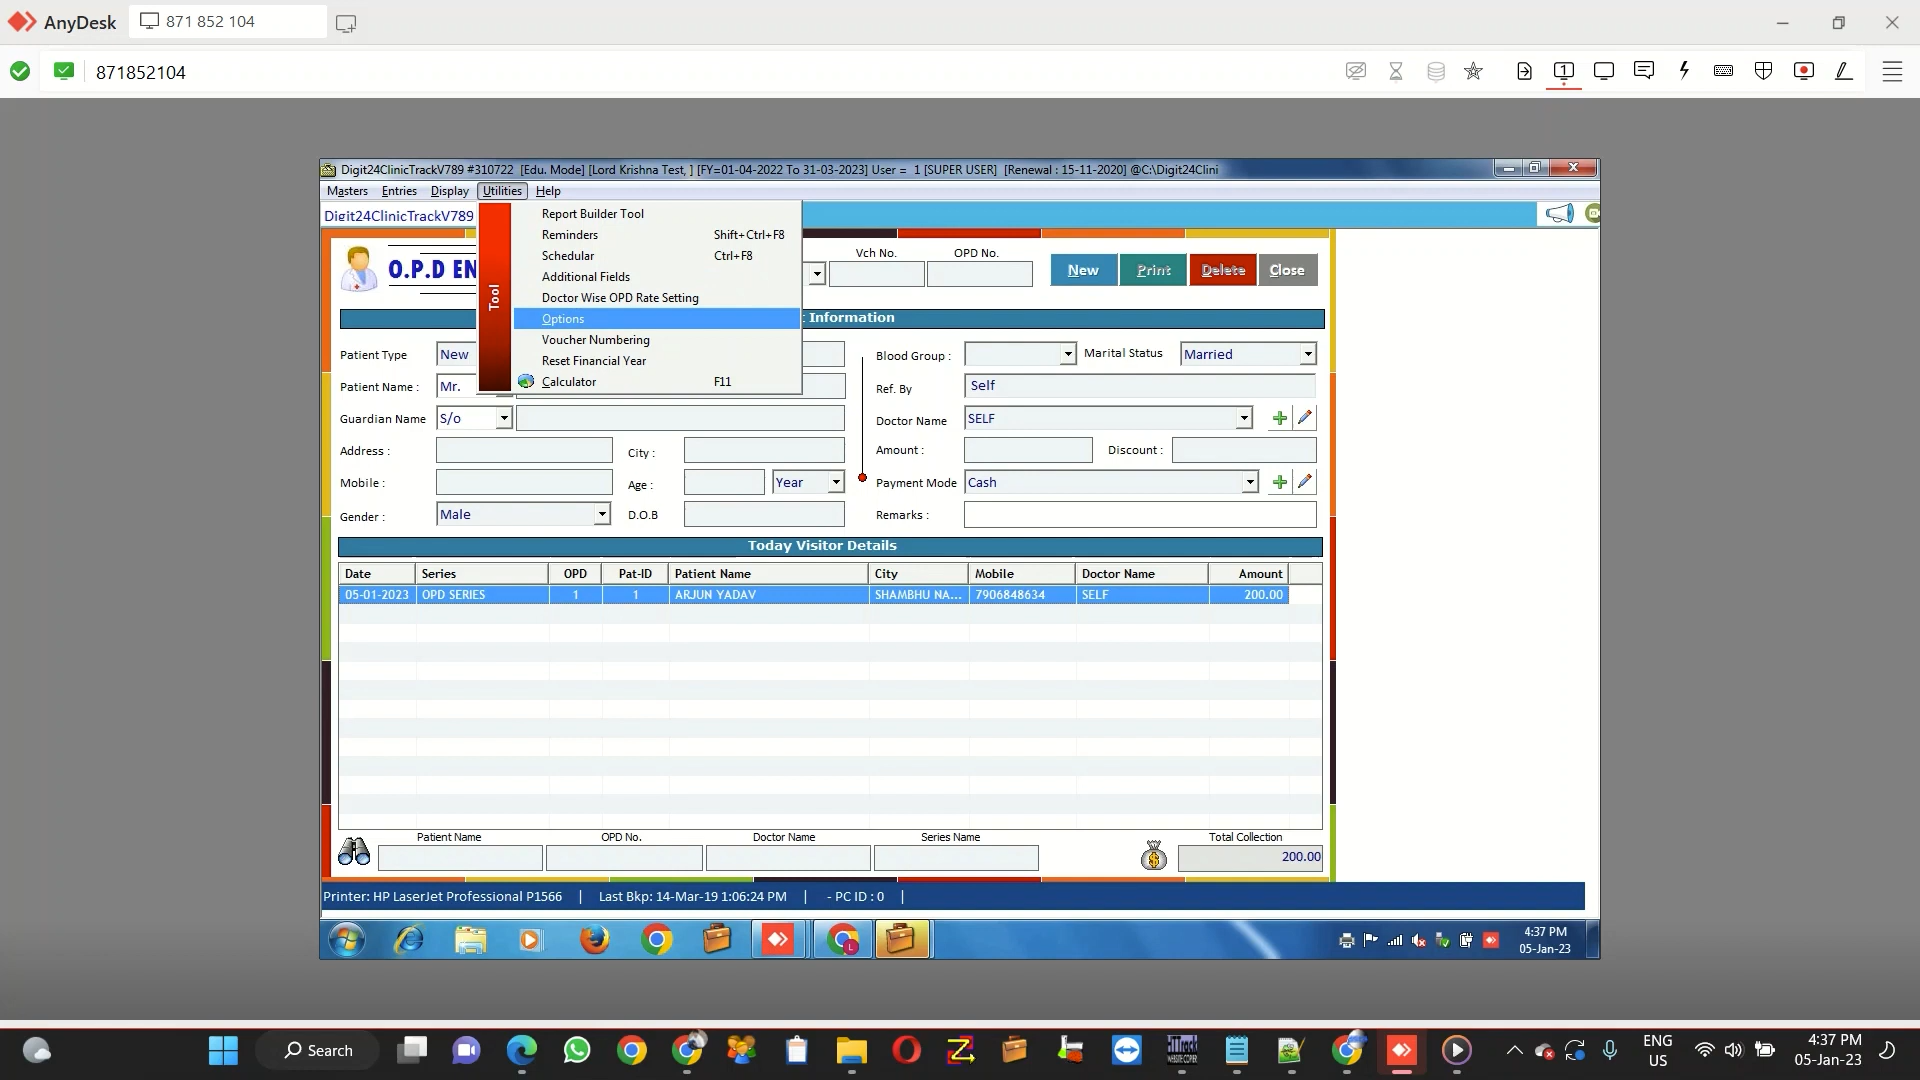 AnyDesk 871 852 104
871852104
1
Digit24ClinicTrackV789 #310722 [Edu. Mode] [Lord Krishna Test, ] [FY=01-04-2022 To 31-03-2023] User = 1 [SUPER USER] [Renewal : 15-11-2020] @C:\Digit24Clini
Masters Entries Display Utilities Help
Digit24ClinicTrackV789
Tool
Report Builder Tool
Reminders Shift+Ctrl+F8
Schedular Ctrl+F8
Additional Fields
Doctor Wise OPD Rate Setting
Options
Voucher Numbering
Reset Financial Year
Calculator F11
O.P.D EN
Vch No. OPD No.
New Print Delete Close
Information
Patient Type New
Blood Group : Marital Status Married
Patient Name : Mr.
Ref. By Self
Guardian Name S/o
Doctor Name SELF
Address : City :
Amount : Discount :
Mobile : Age : Year
Payment Mode Cash
Gender : Male D.O.B
Remarks :
Today Visitor Details
Date Series OPD Pat-ID Patient Name City Mobile Doctor Name Amount
05-01-2023 OPD SERIES 1 1 ARJUN YADAV SHAMBHU NA... 7906848634 SELF 200.00
Patient Name OPD No. Doctor Name Series Name Total Collection
200.00
Printer: HP LaserJet Professional P1566 | Last Bkp: 14-Mar-19 1:06:24 PM | - PC ID : 0 |
4:37 PM
05-Jan-23
Search
ENG
US
4:37 PM
05-Jan-23